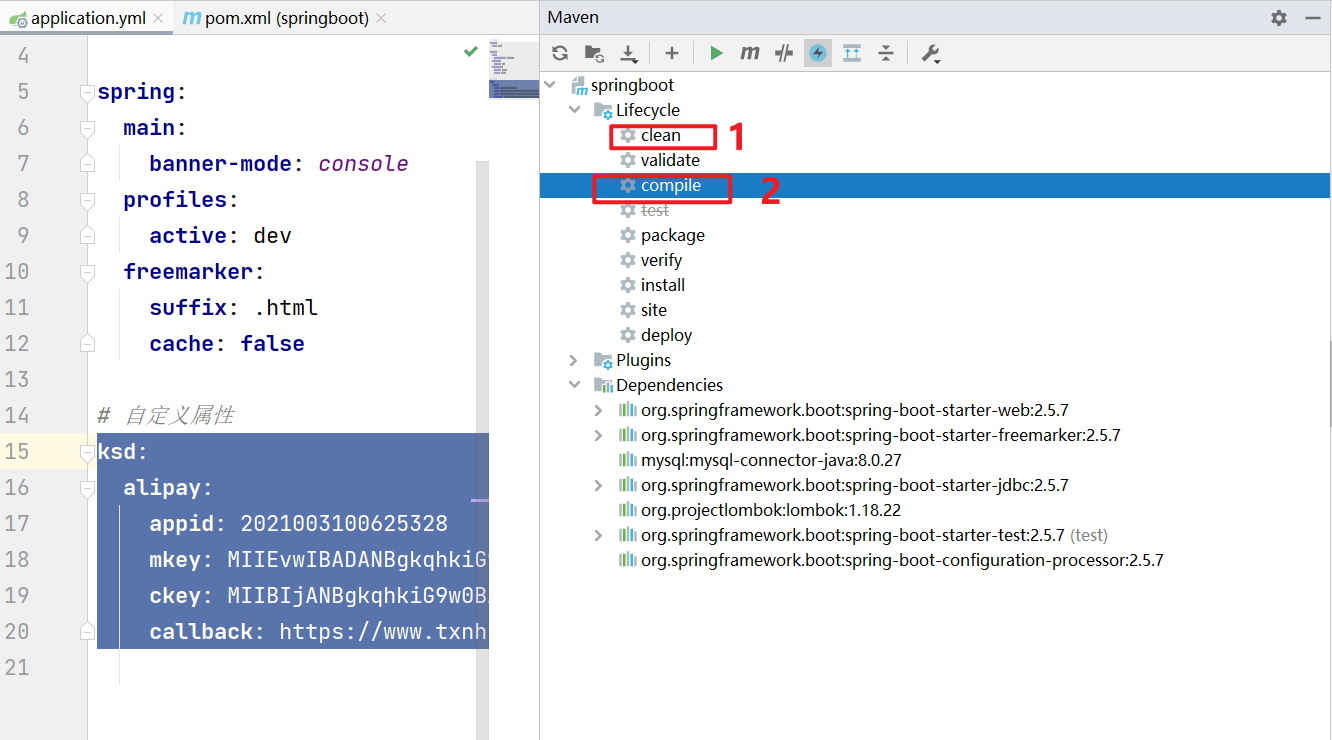 application.yml
pom.xml (springboot)
Maven
4
5 spring:
6 main:
7 banner-mode: console
8 profiles:
9 active: dev
10 freemarker:
11 suffix: .html
12 cache: false
13
14 # 自定义属性
15 ksd:
16 alipay:
17 appid: 2021003100625328
18 mkey: MIIEvwIBADANBgkqhkiG
19 ckey: MIIBIjANBgkqhkiG9w0B
20 callback: https://www.txnh
21
springboot
Lifecycle
clean 1
validate
compile 2
test
package
verify
install
site
deploy
Plugins
Dependencies
org.springframework.boot:spring-boot-starter-web:2.5.7
org.springframework.boot:spring-boot-starter-freemarker:2.5.7
mysql:mysql-connector-java:8.0.27
org.springframework.boot:spring-boot-starter-jdbc:2.5.7
org.projectlombok:lombok:1.18.22
org.springframework.boot:spring-boot-starter-test:2.5.7 (test)
org.springframework.boot:spring-boot-configuration-processor:2.5.7